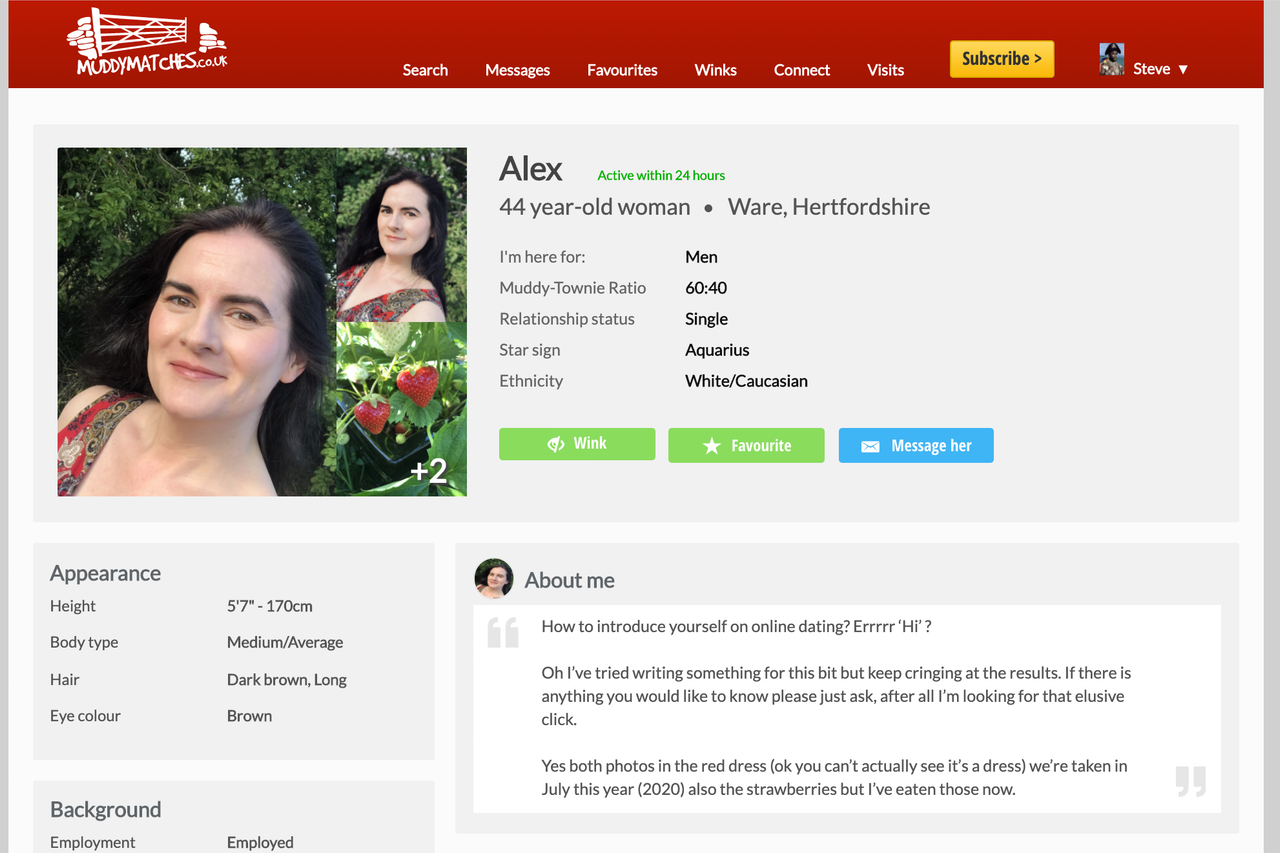 MUDDYMATCHES.CO.UK
Search Messages Favourites Winks Connect Visits Subscribe > Steve ▼
Alex Active within 24 hours
44 year-old woman • Ware, Hertfordshire
I'm here for: Men
Muddy-Townie Ratio 60:40
Relationship status Single
Star sign Aquarius
Ethnicity White/Caucasian
+2
Wink Favourite Message her
Appearance
Height 5'7" - 170cm
Body type Medium/Average
Hair Dark brown, Long
Eye colour Brown
Background
Employment Employed
About me
How to introduce yourself on online dating? Errrrr ‘Hi’ ?
Oh I’ve tried writing something for this bit but keep cringing at the results. If there is
anything you would like to know please just ask, after all I’m looking for that elusive
click.
Yes both photos in the red dress (ok you can’t actually see it’s a dress) we’re taken in
July this year (2020) also the strawberries but I’ve eaten those now.